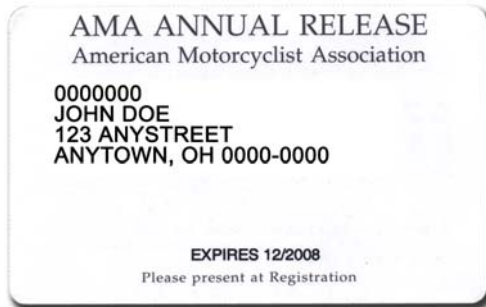 AMA ANNUAL RELEASE
American Motorcyclist Association
0000000
JOHN DOE
123 ANYSTREET
ANYTOWN, OH 0000-0000
EXPIRES 12/2008
Please present at Registration